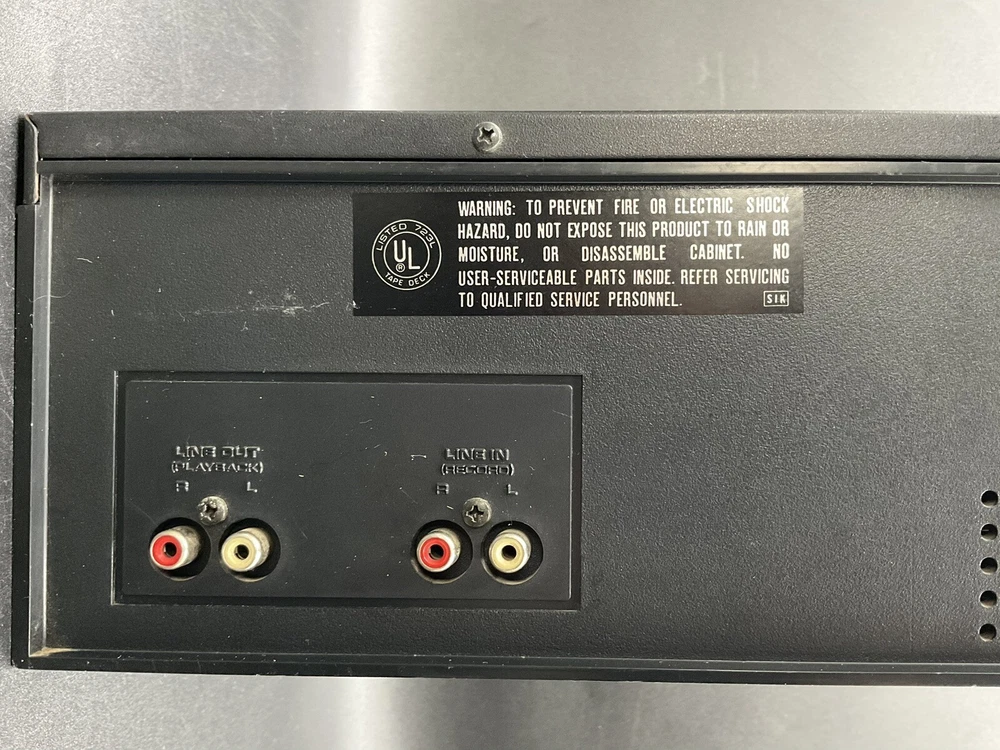 LISTED 723L
UL
®
TAPE DECK
WARNING: TO PREVENT FIRE OR ELECTRIC SHOCK
HAZARD, DO NOT EXPOSE THIS PRODUCT TO RAIN OR
MOISTURE, OR DISASSEMBLE CABINET. NO
USER-SERVICEABLE PARTS INSIDE. REFER SERVICING
TO QUALIFIED SERVICE PERSONNEL.
SIK
LINE OUT
(PLAYBACK)
R L
LINE IN
(RECORD)
R L